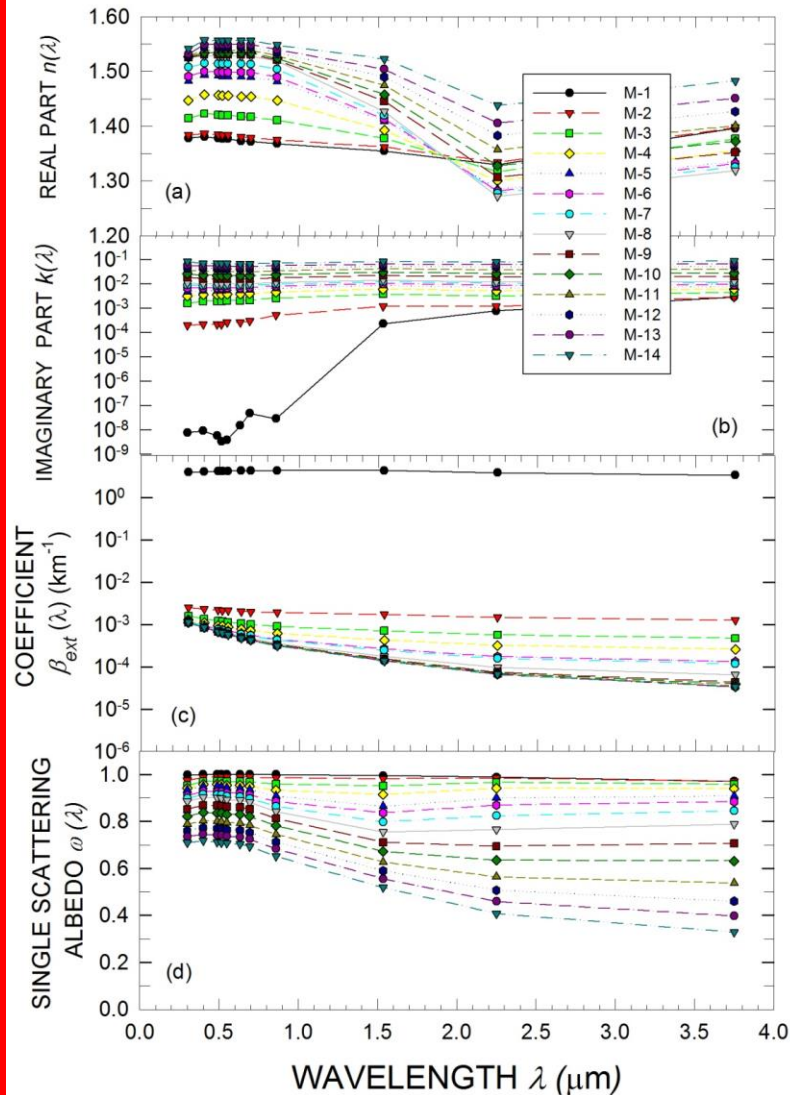 REAL PART n(λ)
1.60
1.50
1.40
1.30
1.20
(a)
M-1
M-2
M-3
M-4
M-5
M-6
M-7
M-8
M-9
M-10
M-11
M-12
M-13
M-14
IMAGINARY PART k(λ)
10-1
10-2
10-3
10-4
10-5
10-6
10-7
10-8
10-9
(b)
COEFFICIENT
βext (λ) (km-1)
100
10-1
10-2
10-3
10-4
10-5
10-6
(c)
SINGLE SCATTERING
ALBEDO ω (λ)
1.0
0.8
0.6
0.4
0.2
0.0
(d)
0.0 0.5 1.0 1.5 2.0 2.5 3.0 3.5 4.0
WAVELENGTH λ (μm)